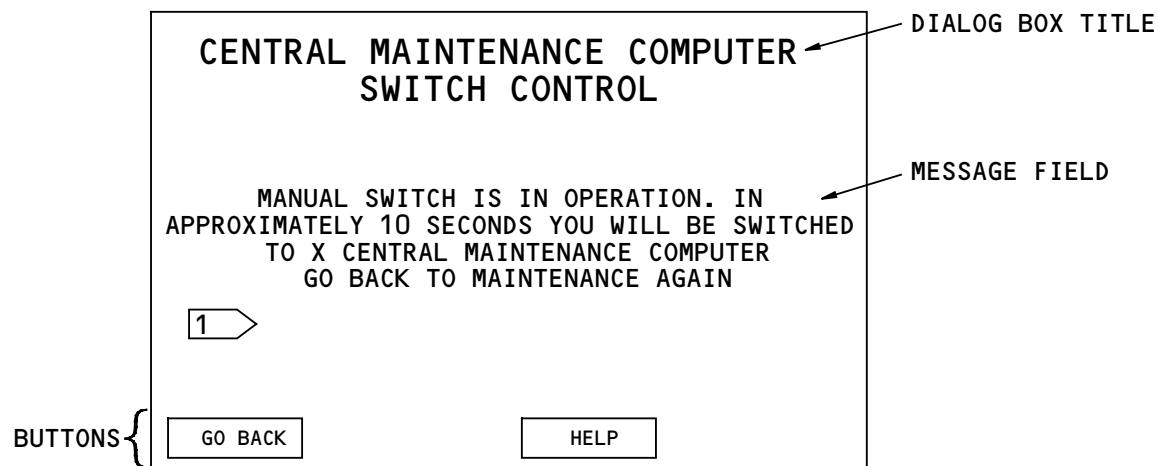 DIALOG BOX TITLE
CENTRAL MAINTENANCE COMPUTER
SWITCH CONTROL
MESSAGE FIELD
MANUAL SWITCH IS IN OPERATION. IN
APPROXIMATELY 10 SECONDS YOU WILL BE SWITCHED
TO X CENTRAL MAINTENANCE COMPUTER
GO BACK TO MAINTENANCE AGAIN
1
BUTTONS
GO BACK
HELP